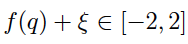 f(q) + ξ ∈ [−2, 2]